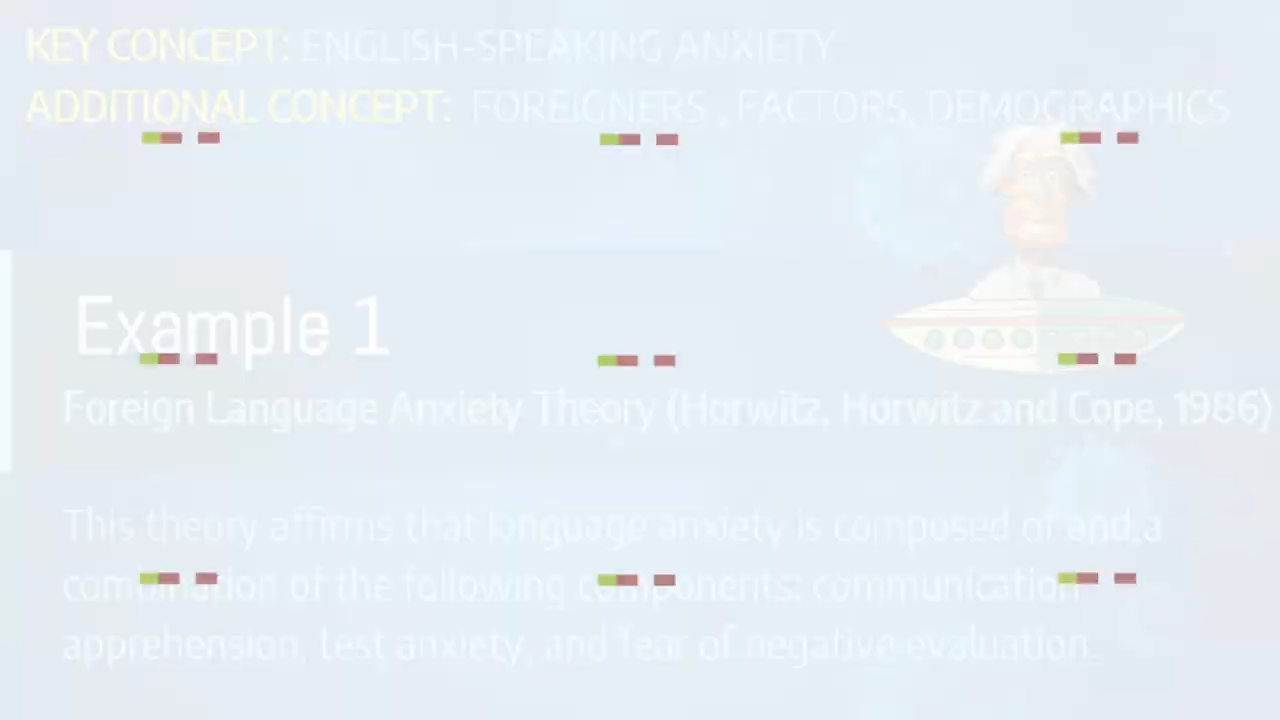 KEY CONCEPT: ENGLISH-SPEAKING ANXIETY
ADDITIONAL CONCEPT: FOREIGNERS , FACTORS, DEMOGRAPHICS
Example 1
Foreign Language Anxiety Theory (Horwitz, Horwitz and Cope, 1986)
This theory affirms that language anxiety is composed of and a
combination of the following components: communication
apprehension, test anxiety, and fear of negative evaluation.